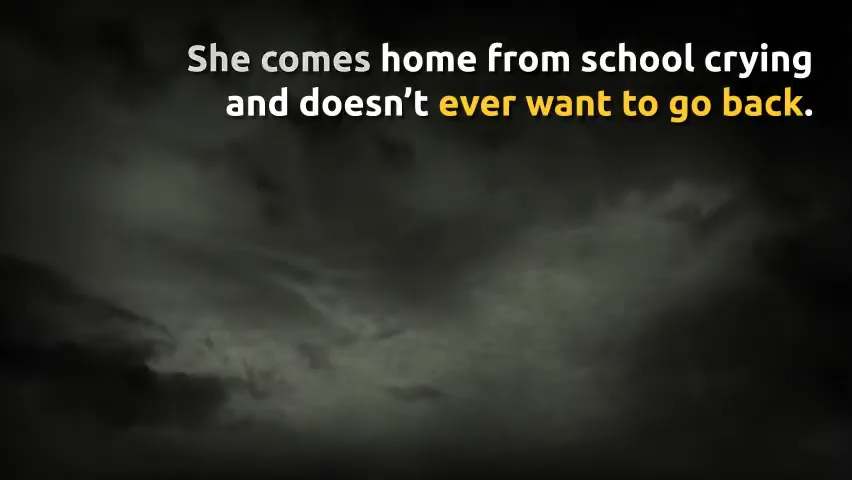 She comes home from school crying
and doesn’t ever want to go back.